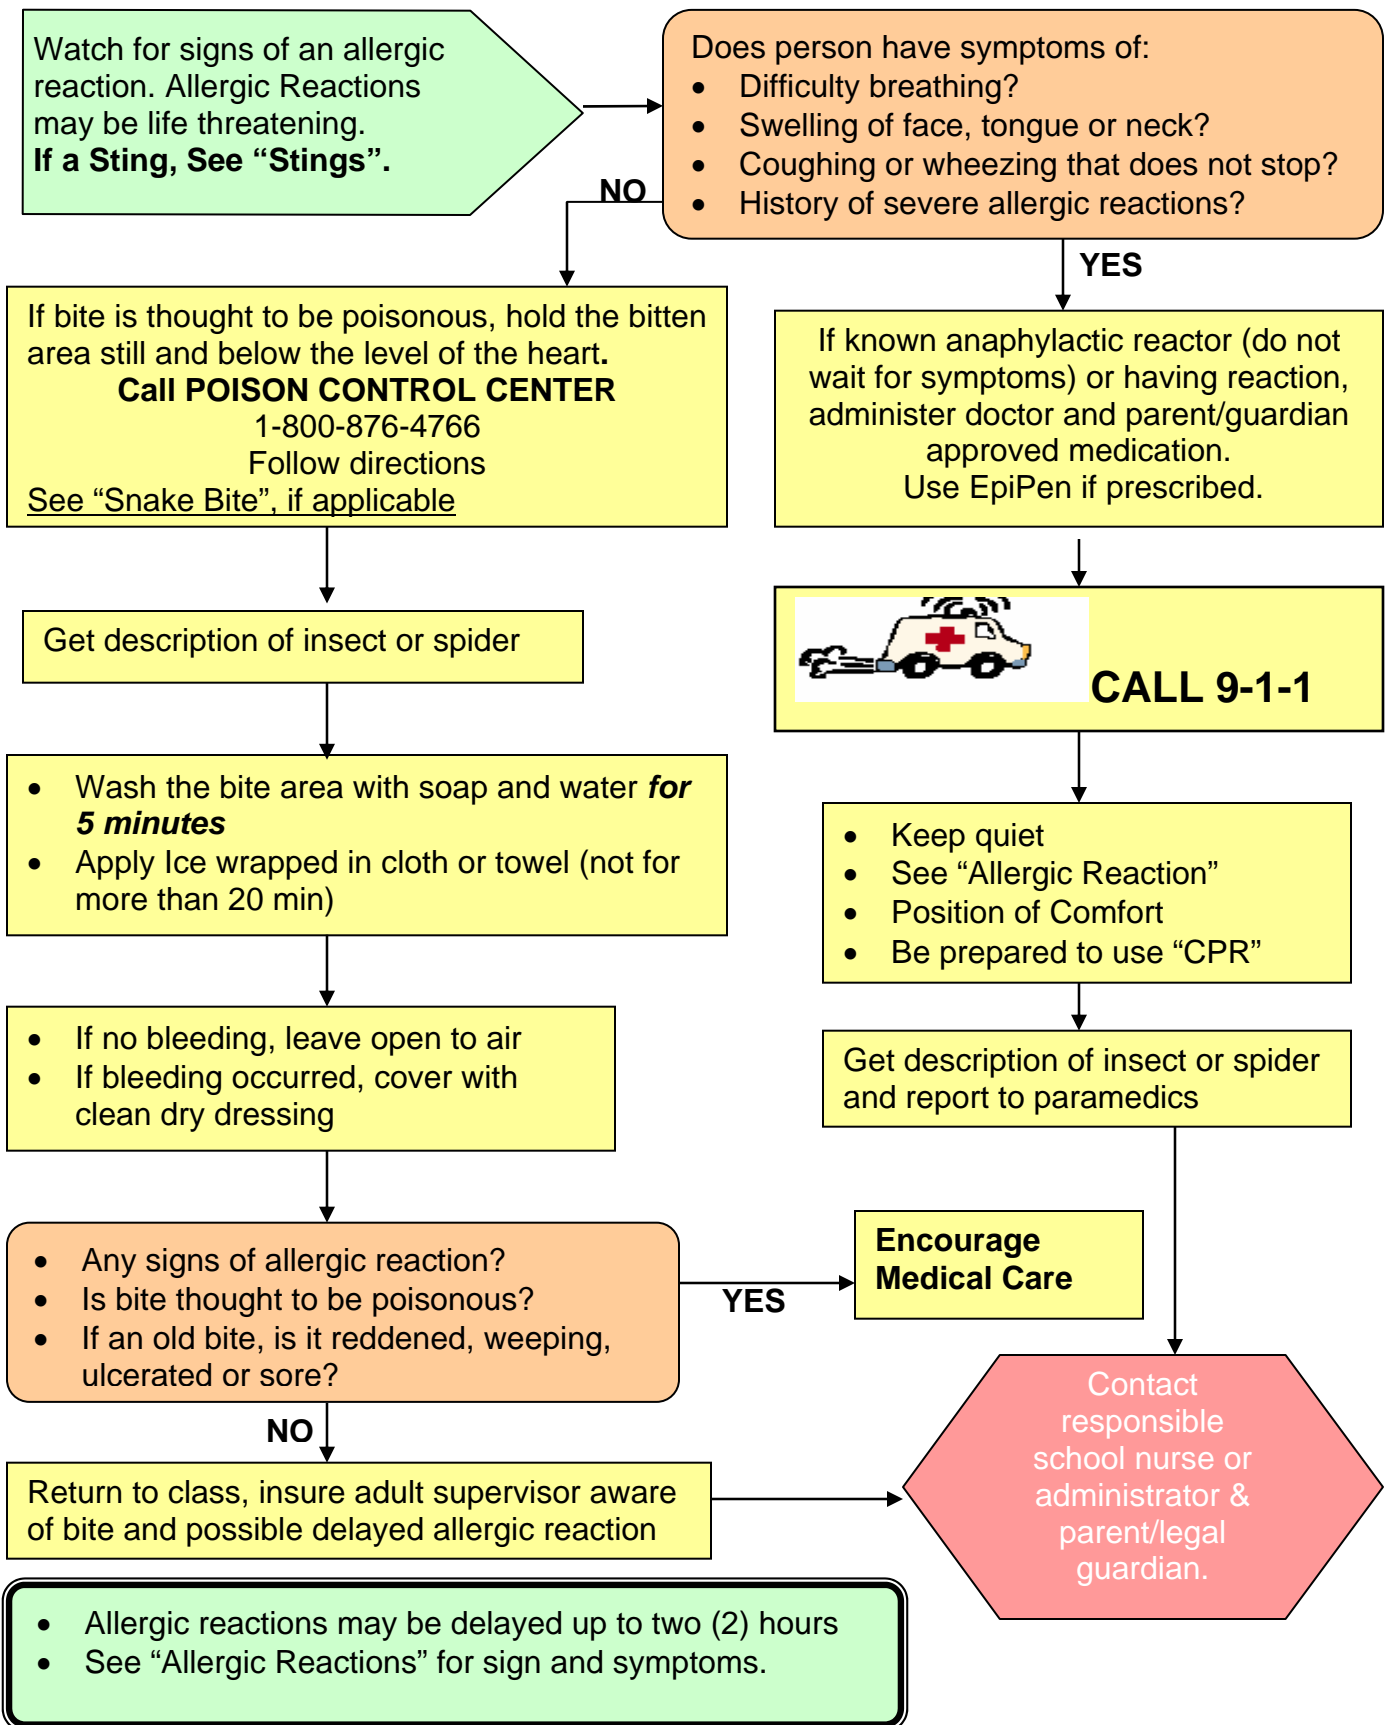 Watch for signs of an allergic
reaction. Allergic Reactions
may be life threatening.
If a Sting, See “Stings”.
Does person have symptoms of:
• Difficulty breathing?
• Swelling of face, tongue or neck?
• Coughing or wheezing that does not stop?
• History of severe allergic reactions?
NO
YES
If bite is thought to be poisonous, hold the bitten
area still and below the level of the heart.
Call POISON CONTROL CENTER
1-800-876-4766
Follow directions
See “Snake Bite”, if applicable
If known anaphylactic reactor (do not
wait for symptoms) or having reaction,
administer doctor and parent/guardian
approved medication.
Use EpiPen if prescribed.
Get description of insect or spider
CALL 9-1-1
• Wash the bite area with soap and water for
5 minutes
• Apply Ice wrapped in cloth or towel (not for
more than 20 min)
• Keep quiet
• See “Allergic Reaction”
• Position of Comfort
• Be prepared to use “CPR”
• If no bleeding, leave open to air
• If bleeding occurred, cover with
clean dry dressing
Get description of insect or spider
and report to paramedics
• Any signs of allergic reaction?
• Is bite thought to be poisonous?
• If an old bite, is it reddened, weeping,
ulcerated or sore?
YES
Encourage
Medical Care
NO
Return to class, insure adult supervisor aware
of bite and possible delayed allergic reaction
Contact
responsible
school nurse or
administrator &
parent/legal
guardian.
• Allergic reactions may be delayed up to two (2) hours
• See “Allergic Reactions” for sign and symptoms.